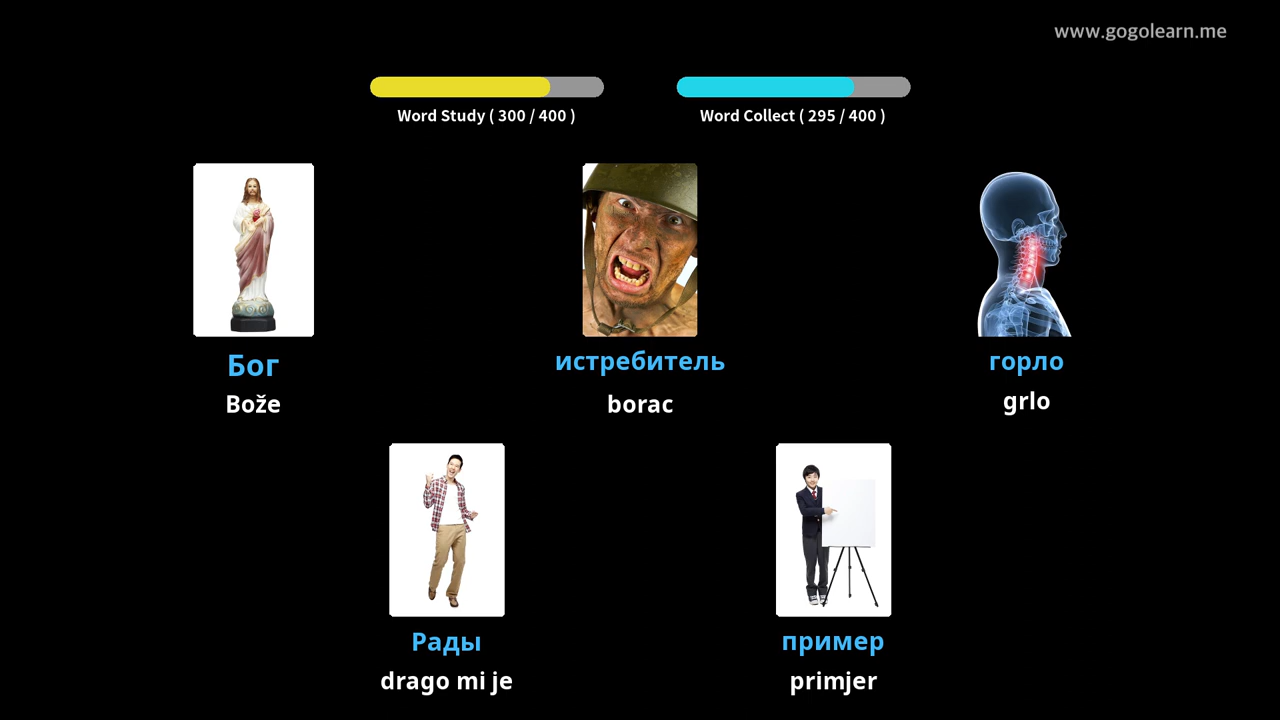 www.gogolearn.me
Word Study ( 300 / 400 )
Word Collect ( 295 / 400 )
Бог
Bože
истребитель
borac
горло
grlo
Рады
drago mi je
пример
primjer